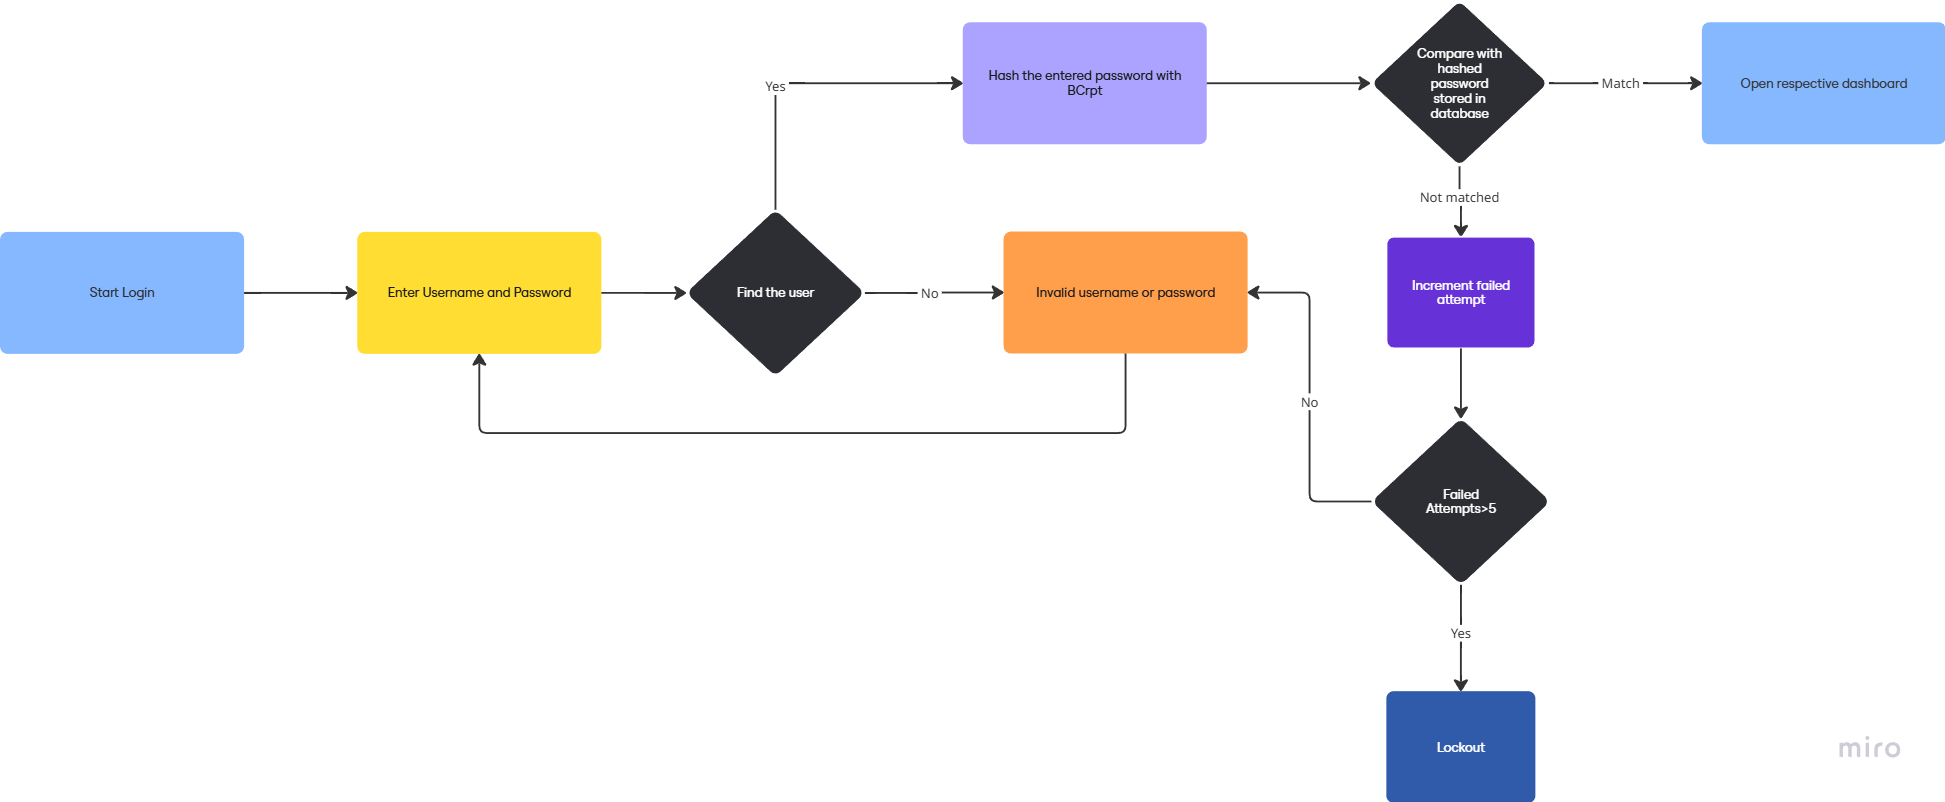 Yes
Hash the entered password with
BCrpt
Compare with
hashed
password
stored in
database
Match
Open respective dashboard
Not matched
Start Login
Enter Username and Password
Find the user
No
Invalid username or password
Increment failed
attempt
No
Failed
Attempts>5
Yes
Lockout
miro